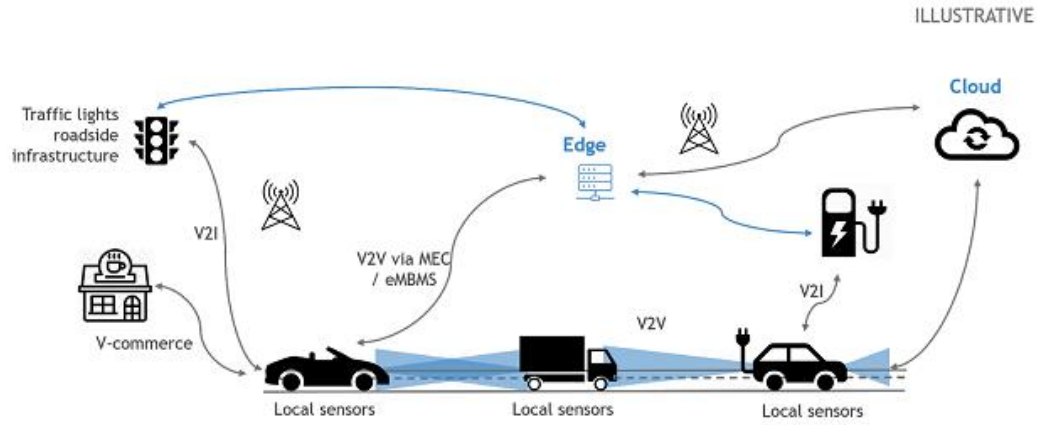 ILLUSTRATIVE
Cloud
Traffic lights
roadside
infrastructure
Edge
V2I
V2V via MEC
/ eMBMS
V2I
V2V
V-commerce
Local sensors
Local sensors
Local sensors